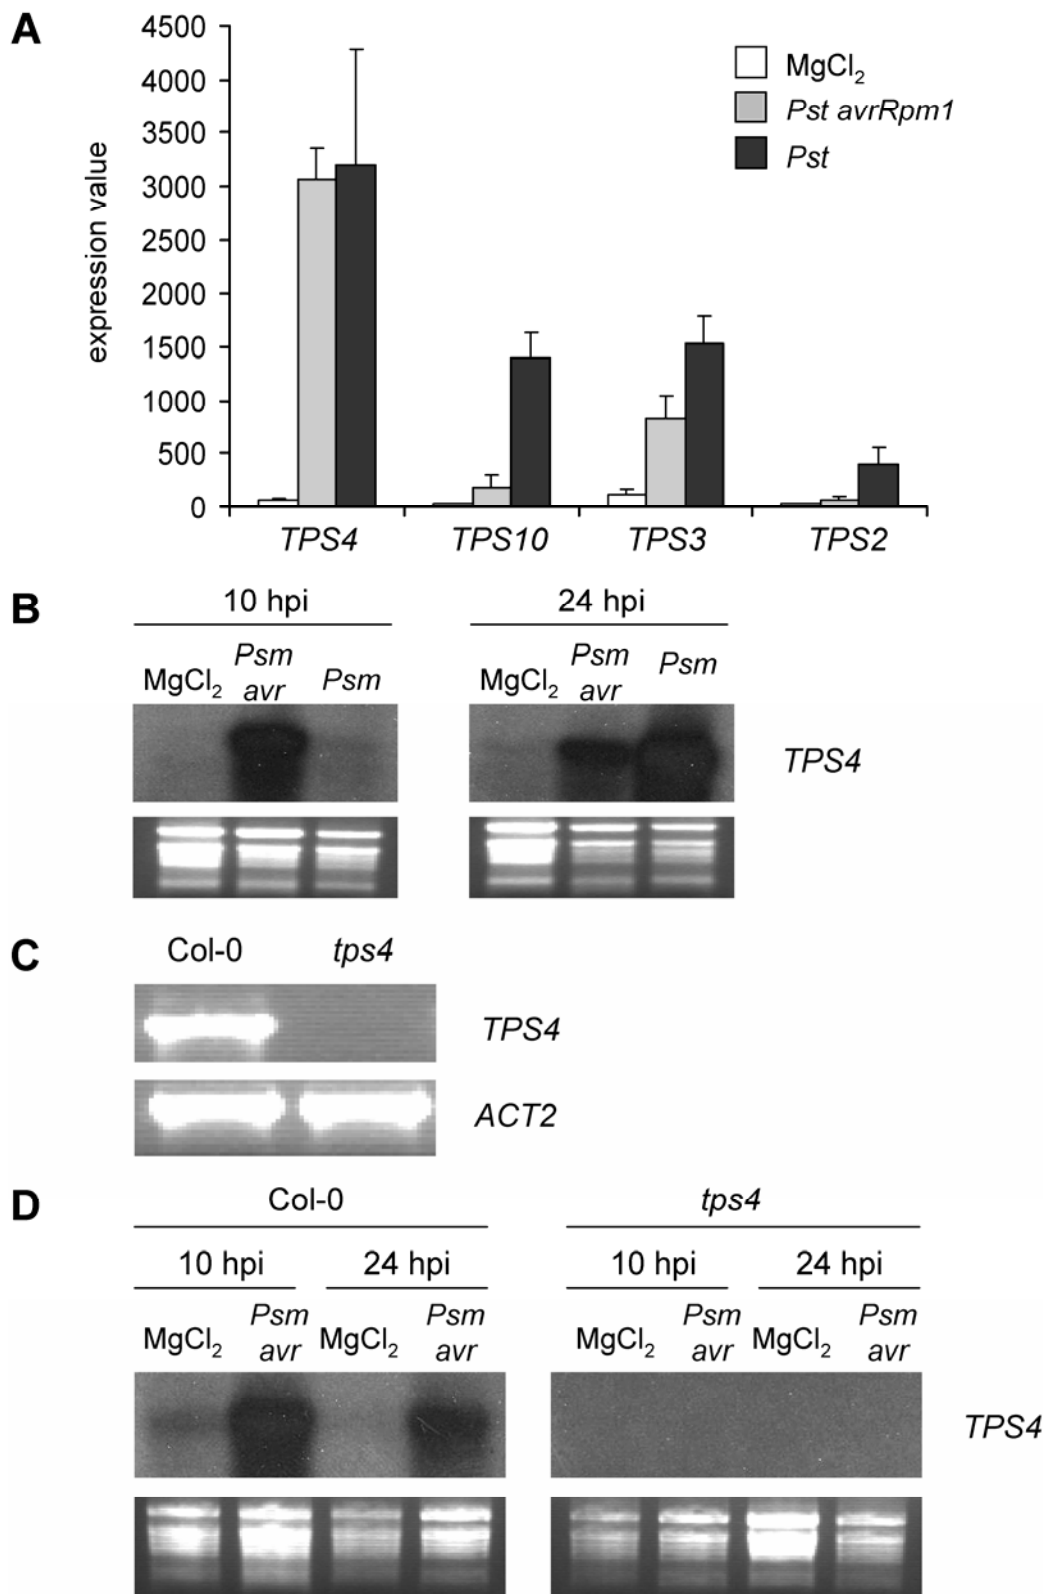 A
4500
4000
3500
3000
2500
2000
1500
1000
500
0
expression value
MgCl2
Pst avrRpm1
Pst
TPS4 TPS10 TPS3 TPS2
B
10 hpi 24 hpi
MgCl2 Psm avr Psm MgCl2 Psm avr Psm
TPS4
C
Col-0 tps4
TPS4
ACT2
D
Col-0 tps4
10 hpi 24 hpi 10 hpi 24 hpi
MgCl2 Psm avr MgCl2 Psm avr MgCl2 Psm avr MgCl2 Psm avr
TPS4